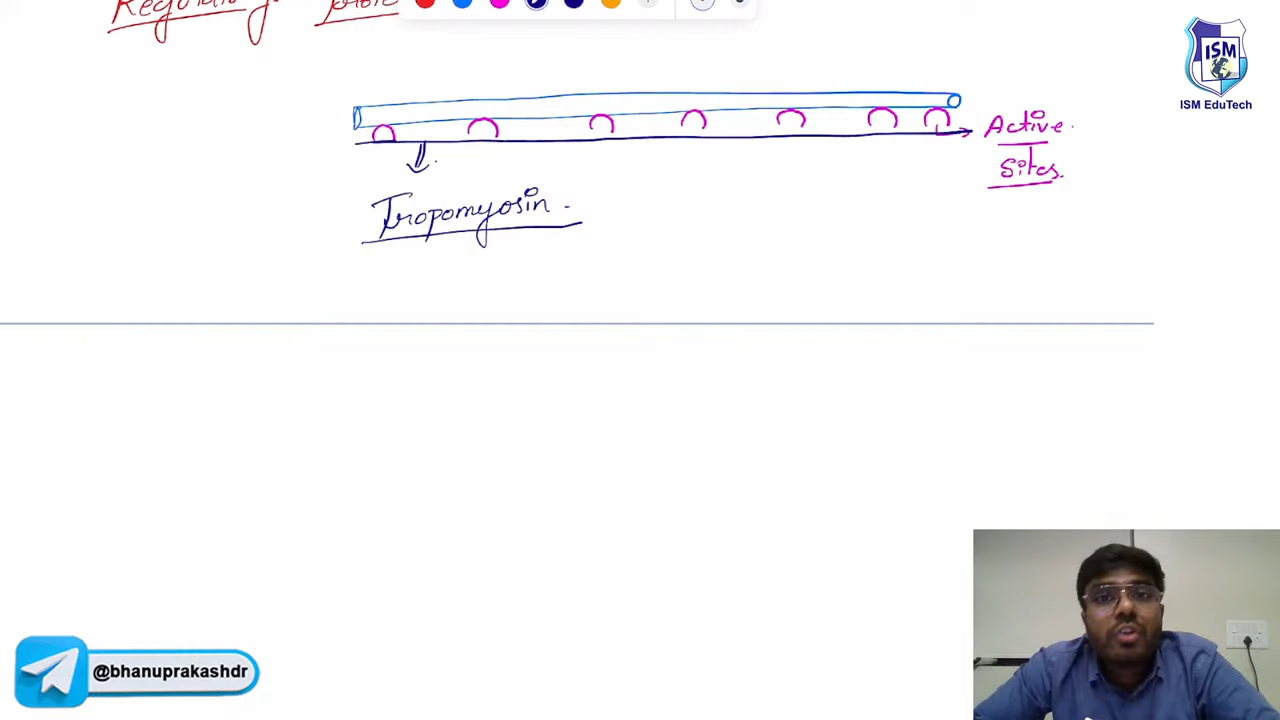 ISM
ISM EduTech
Active
Sites.
Tropomyosin.
@bhanuprakashdr